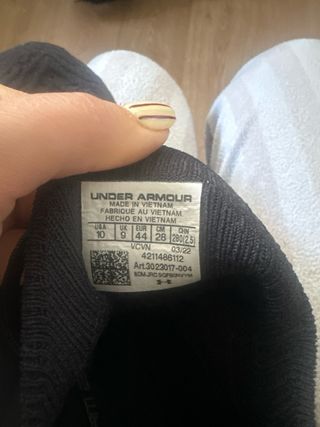 UNDER ARMOUR
MADE IN VIETNAM
FABRIQUÉ AU VIETNAM
HECHO EN VIETNAM
USA UK EUR CM CHN
10 9 44 28 280(2.5)
VCVN 03/22
4211486112
Art.3023017-004